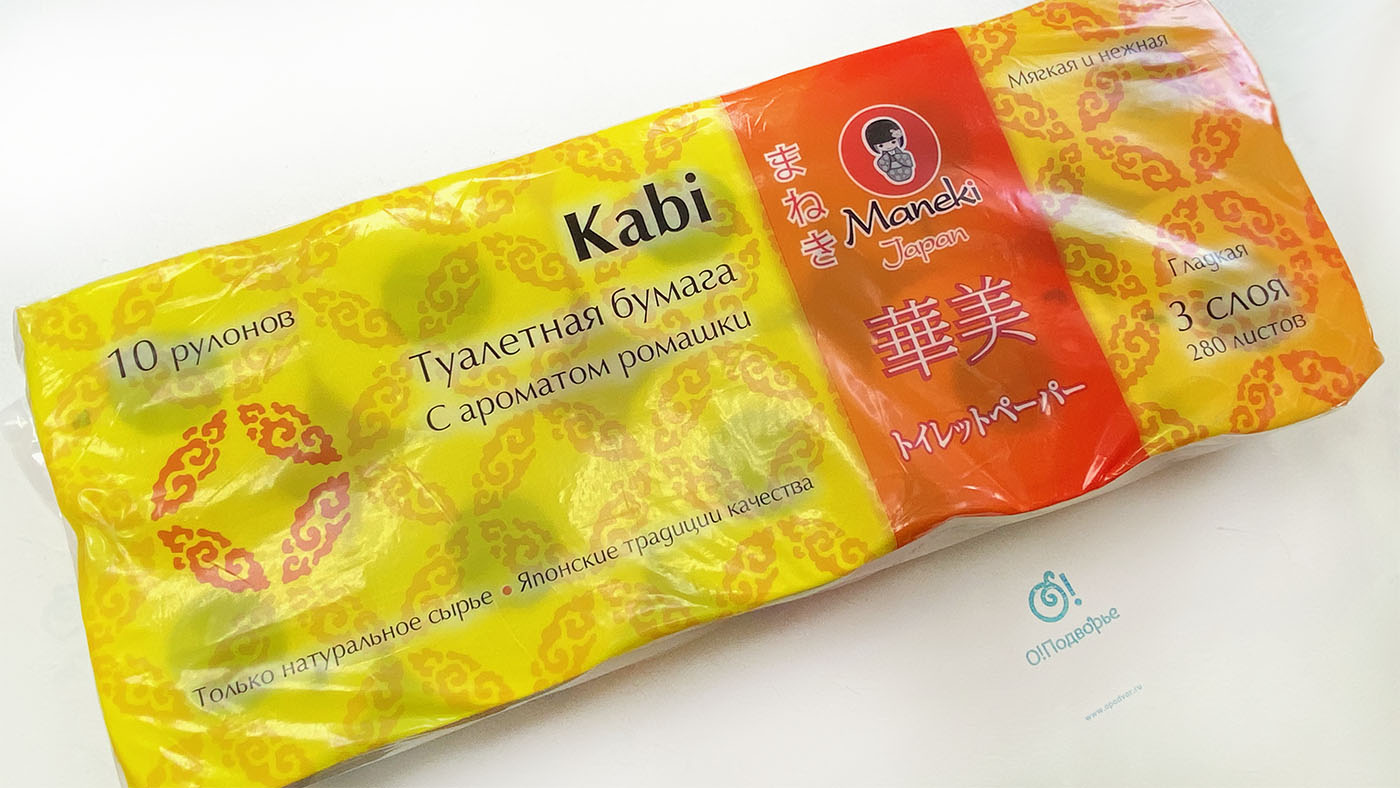 10 рулонов
Kabi
Туалетная бумага
С ароматом ромашки
Только натуральное сырье • Японские традиции качества
まねき
Maneki
Japan
華美
トイレットペーパー
Мягкая и нежная
Гладкая
3 слоя
280 листов
О!Подворье
www.opodvor.ru